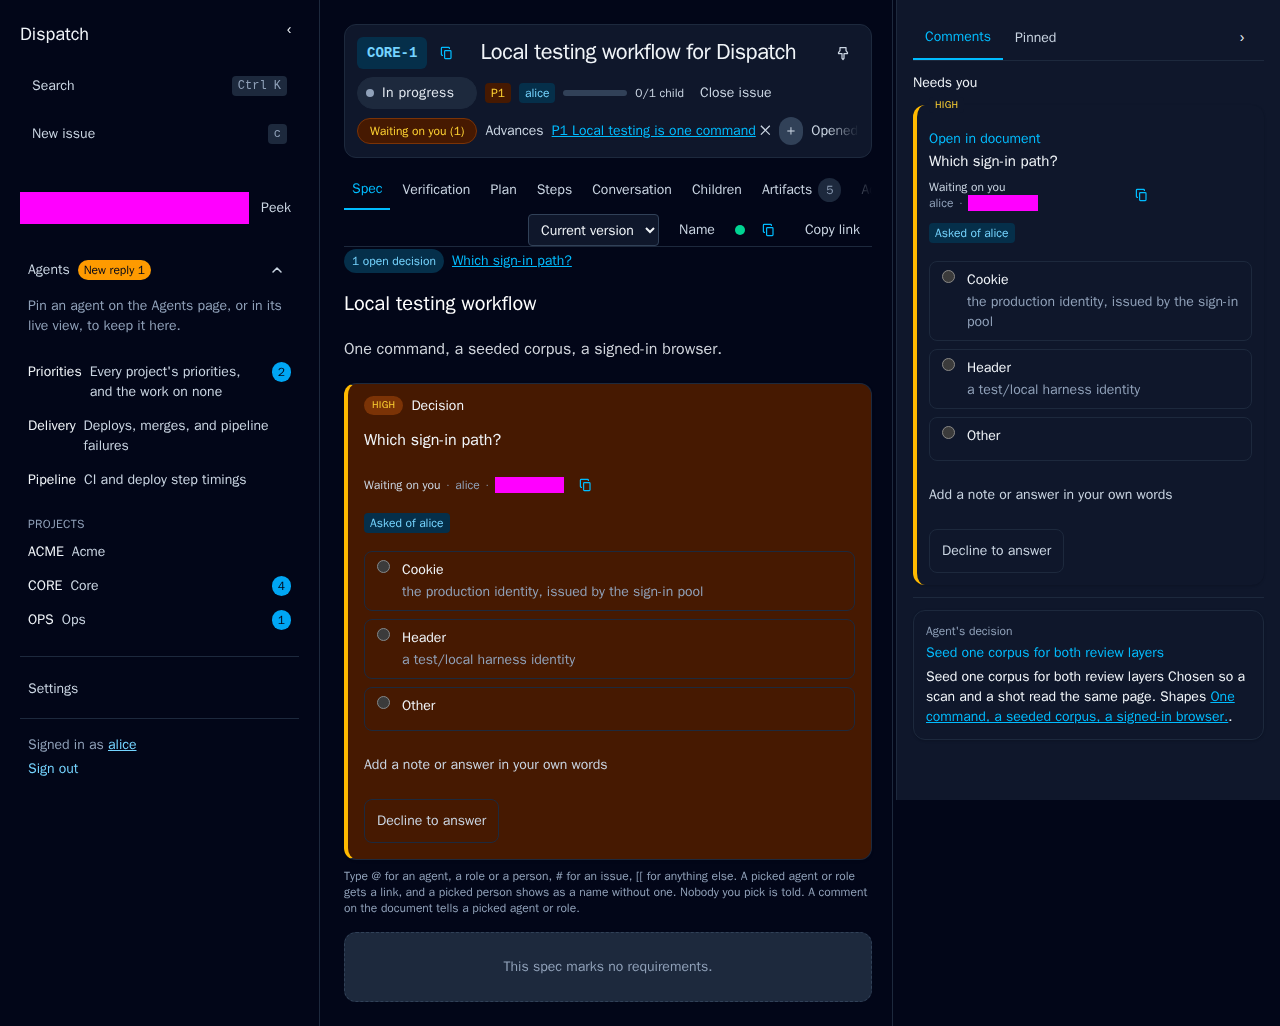 Dispatch
Search
Ctrl K
New issue
C
Peek
Agents
New reply 1
Pin an agent on the Agents page, or in its
live view, to keep it here.
Priorities
Every project's priorities,
and the work on none
2
Delivery
Deploys, merges, and pipeline
failures
Pipeline
CI and deploy step timings
PROJECTS
ACME Acme
CORE Core
4
OPS Ops
1
Settings
Signed in as alice
Sign out
CORE-1
Local testing workflow for Dispatch
In progress
P1
alice
0/1 child
Close issue
Waiting on you (1)
Advances
P1 Local testing is one command
Opened
Spec
Verification
Plan
Steps
Conversation
Children
Artifacts
5
Current version
Name
Copy link
1 open decision
Which sign-in path?
Local testing workflow
One command, a seeded corpus, a signed-in browser.
HIGH
Decision
Which sign-in path?
Waiting on you · alice ·
Asked of alice
Cookie
the production identity, issued by the sign-in pool
Header
a test/local harness identity
Other
Add a note or answer in your own words
Decline to answer
Type @ for an agent, a role or a person, # for an issue, [[ for anything else. A picked agent or role
gets a link, and a picked person shows as a name without one. Nobody you pick is told. A comment
on the document tells a picked agent or role.
This spec marks no requirements.
Comments
Pinned
Needs you
HIGH
Open in document
Which sign-in path?
Waiting on you
alice ·
Asked of alice
Cookie
the production identity, issued by the sign-in
pool
Header
a test/local harness identity
Other
Add a note or answer in your own words
Decline to answer
Agent's decision
Seed one corpus for both review layers
Seed one corpus for both review layers Chosen so a
scan and a shot read the same page. Shapes One
command, a seeded corpus, a signed-in browser..